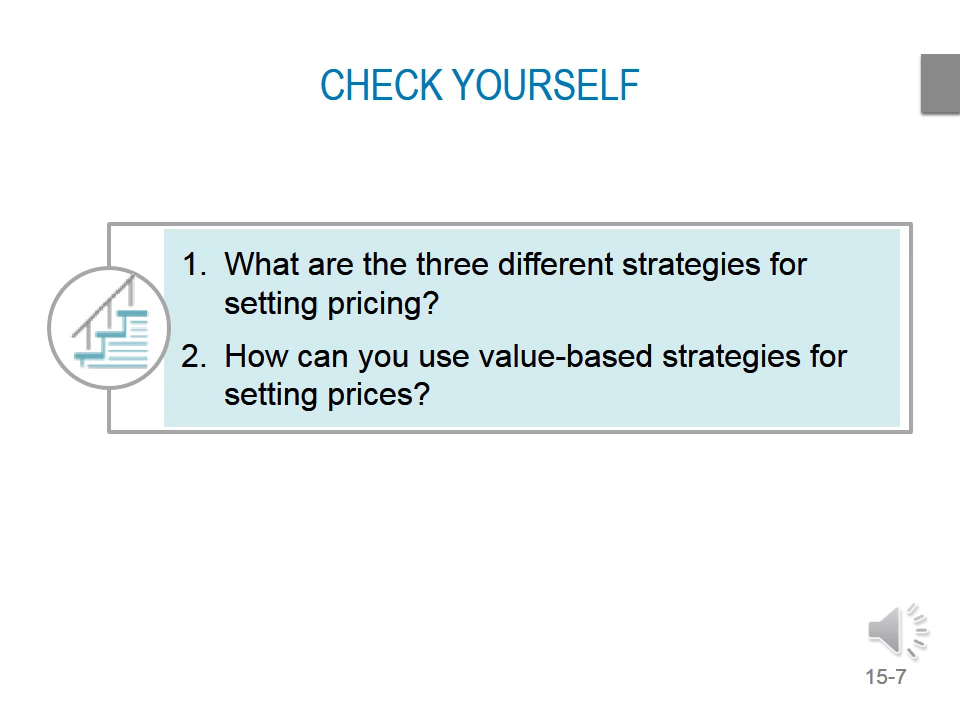 CHECK YOURSELF
1. What are the three different strategies for
setting pricing?
2. How can you use value-based strategies for
setting prices?
15-7